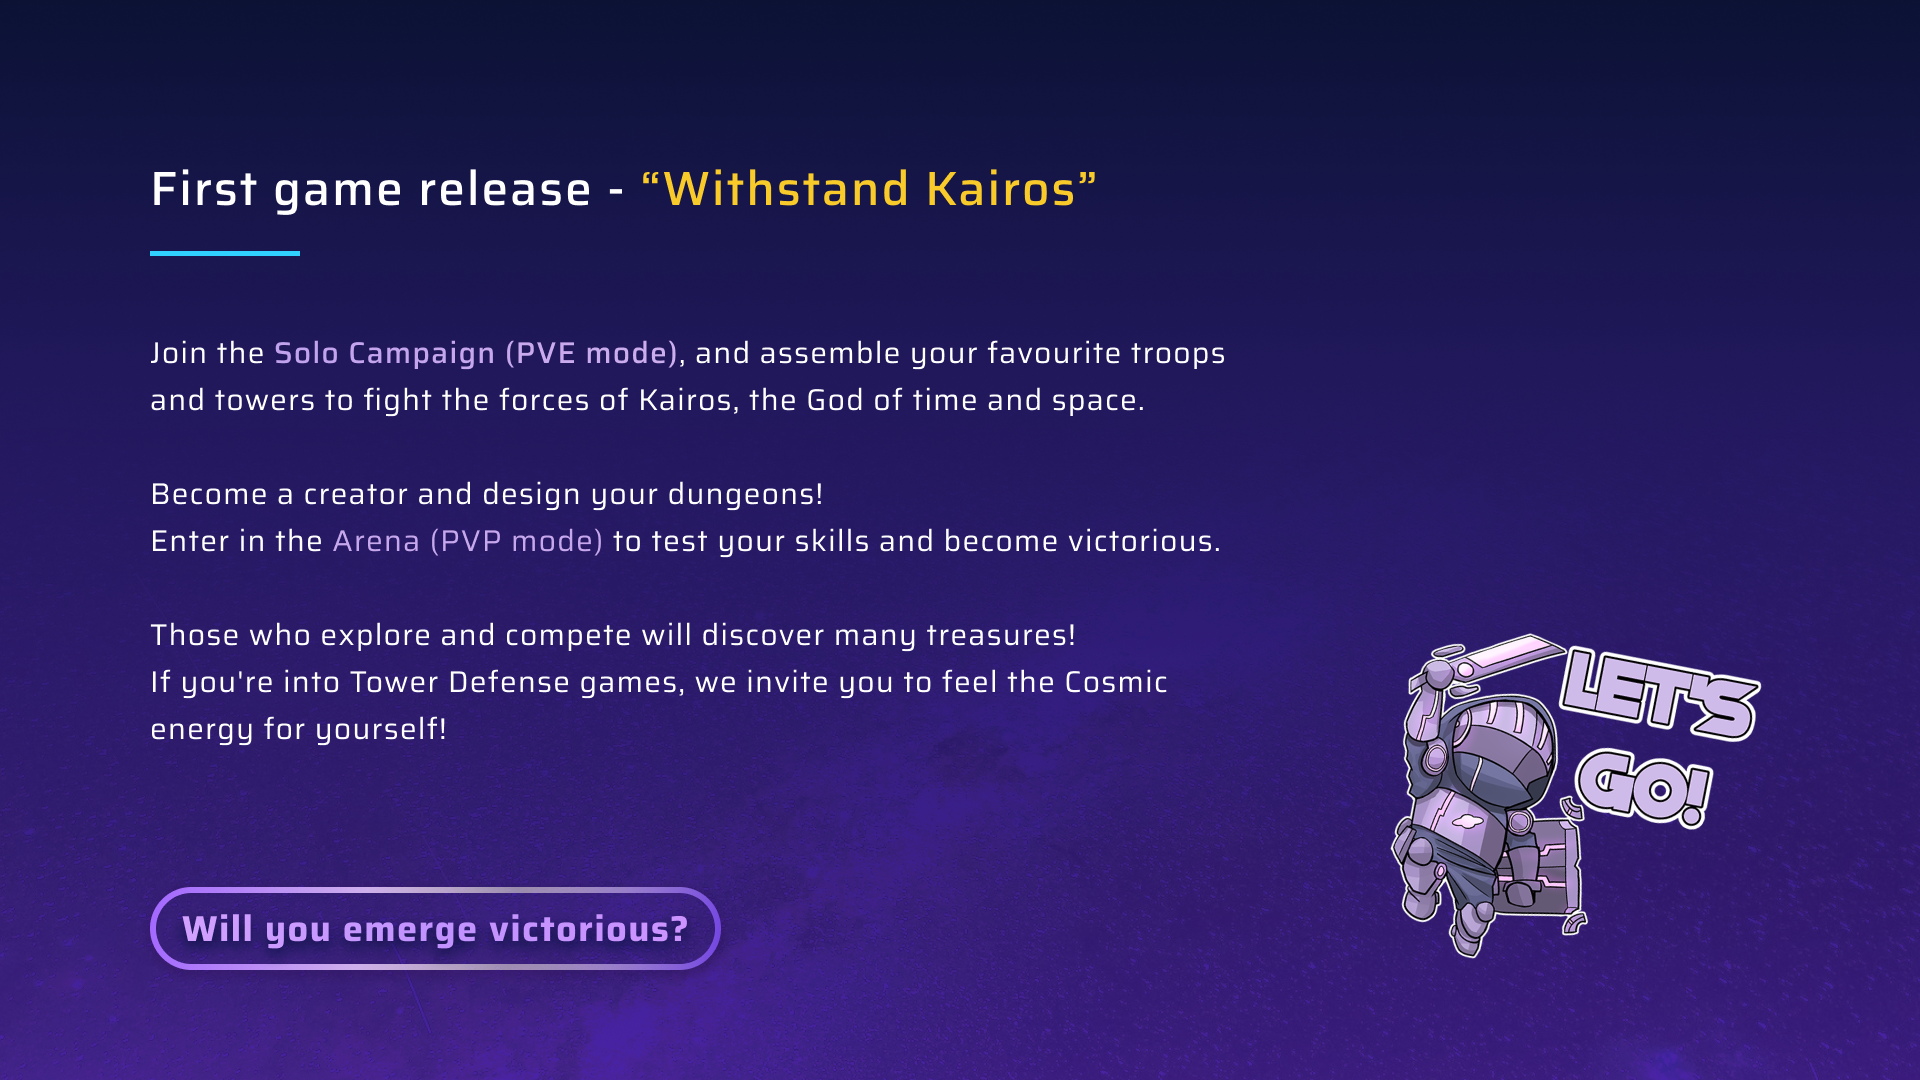 First game release - “Withstand Kairos”
Join the Solo Campaign (PVE mode), and assemble your favourite troops
and towers to fight the forces of Kairos, the God of time and space.
Become a creator and design your dungeons!
Enter in the Arena (PVP mode) to test your skills and become victorious.
Those who explore and compete will discover many treasures!
If you're into Tower Defense games, we invite you to feel the Cosmic
energy for yourself!
LET'S
GO!
Will you emerge victorious?